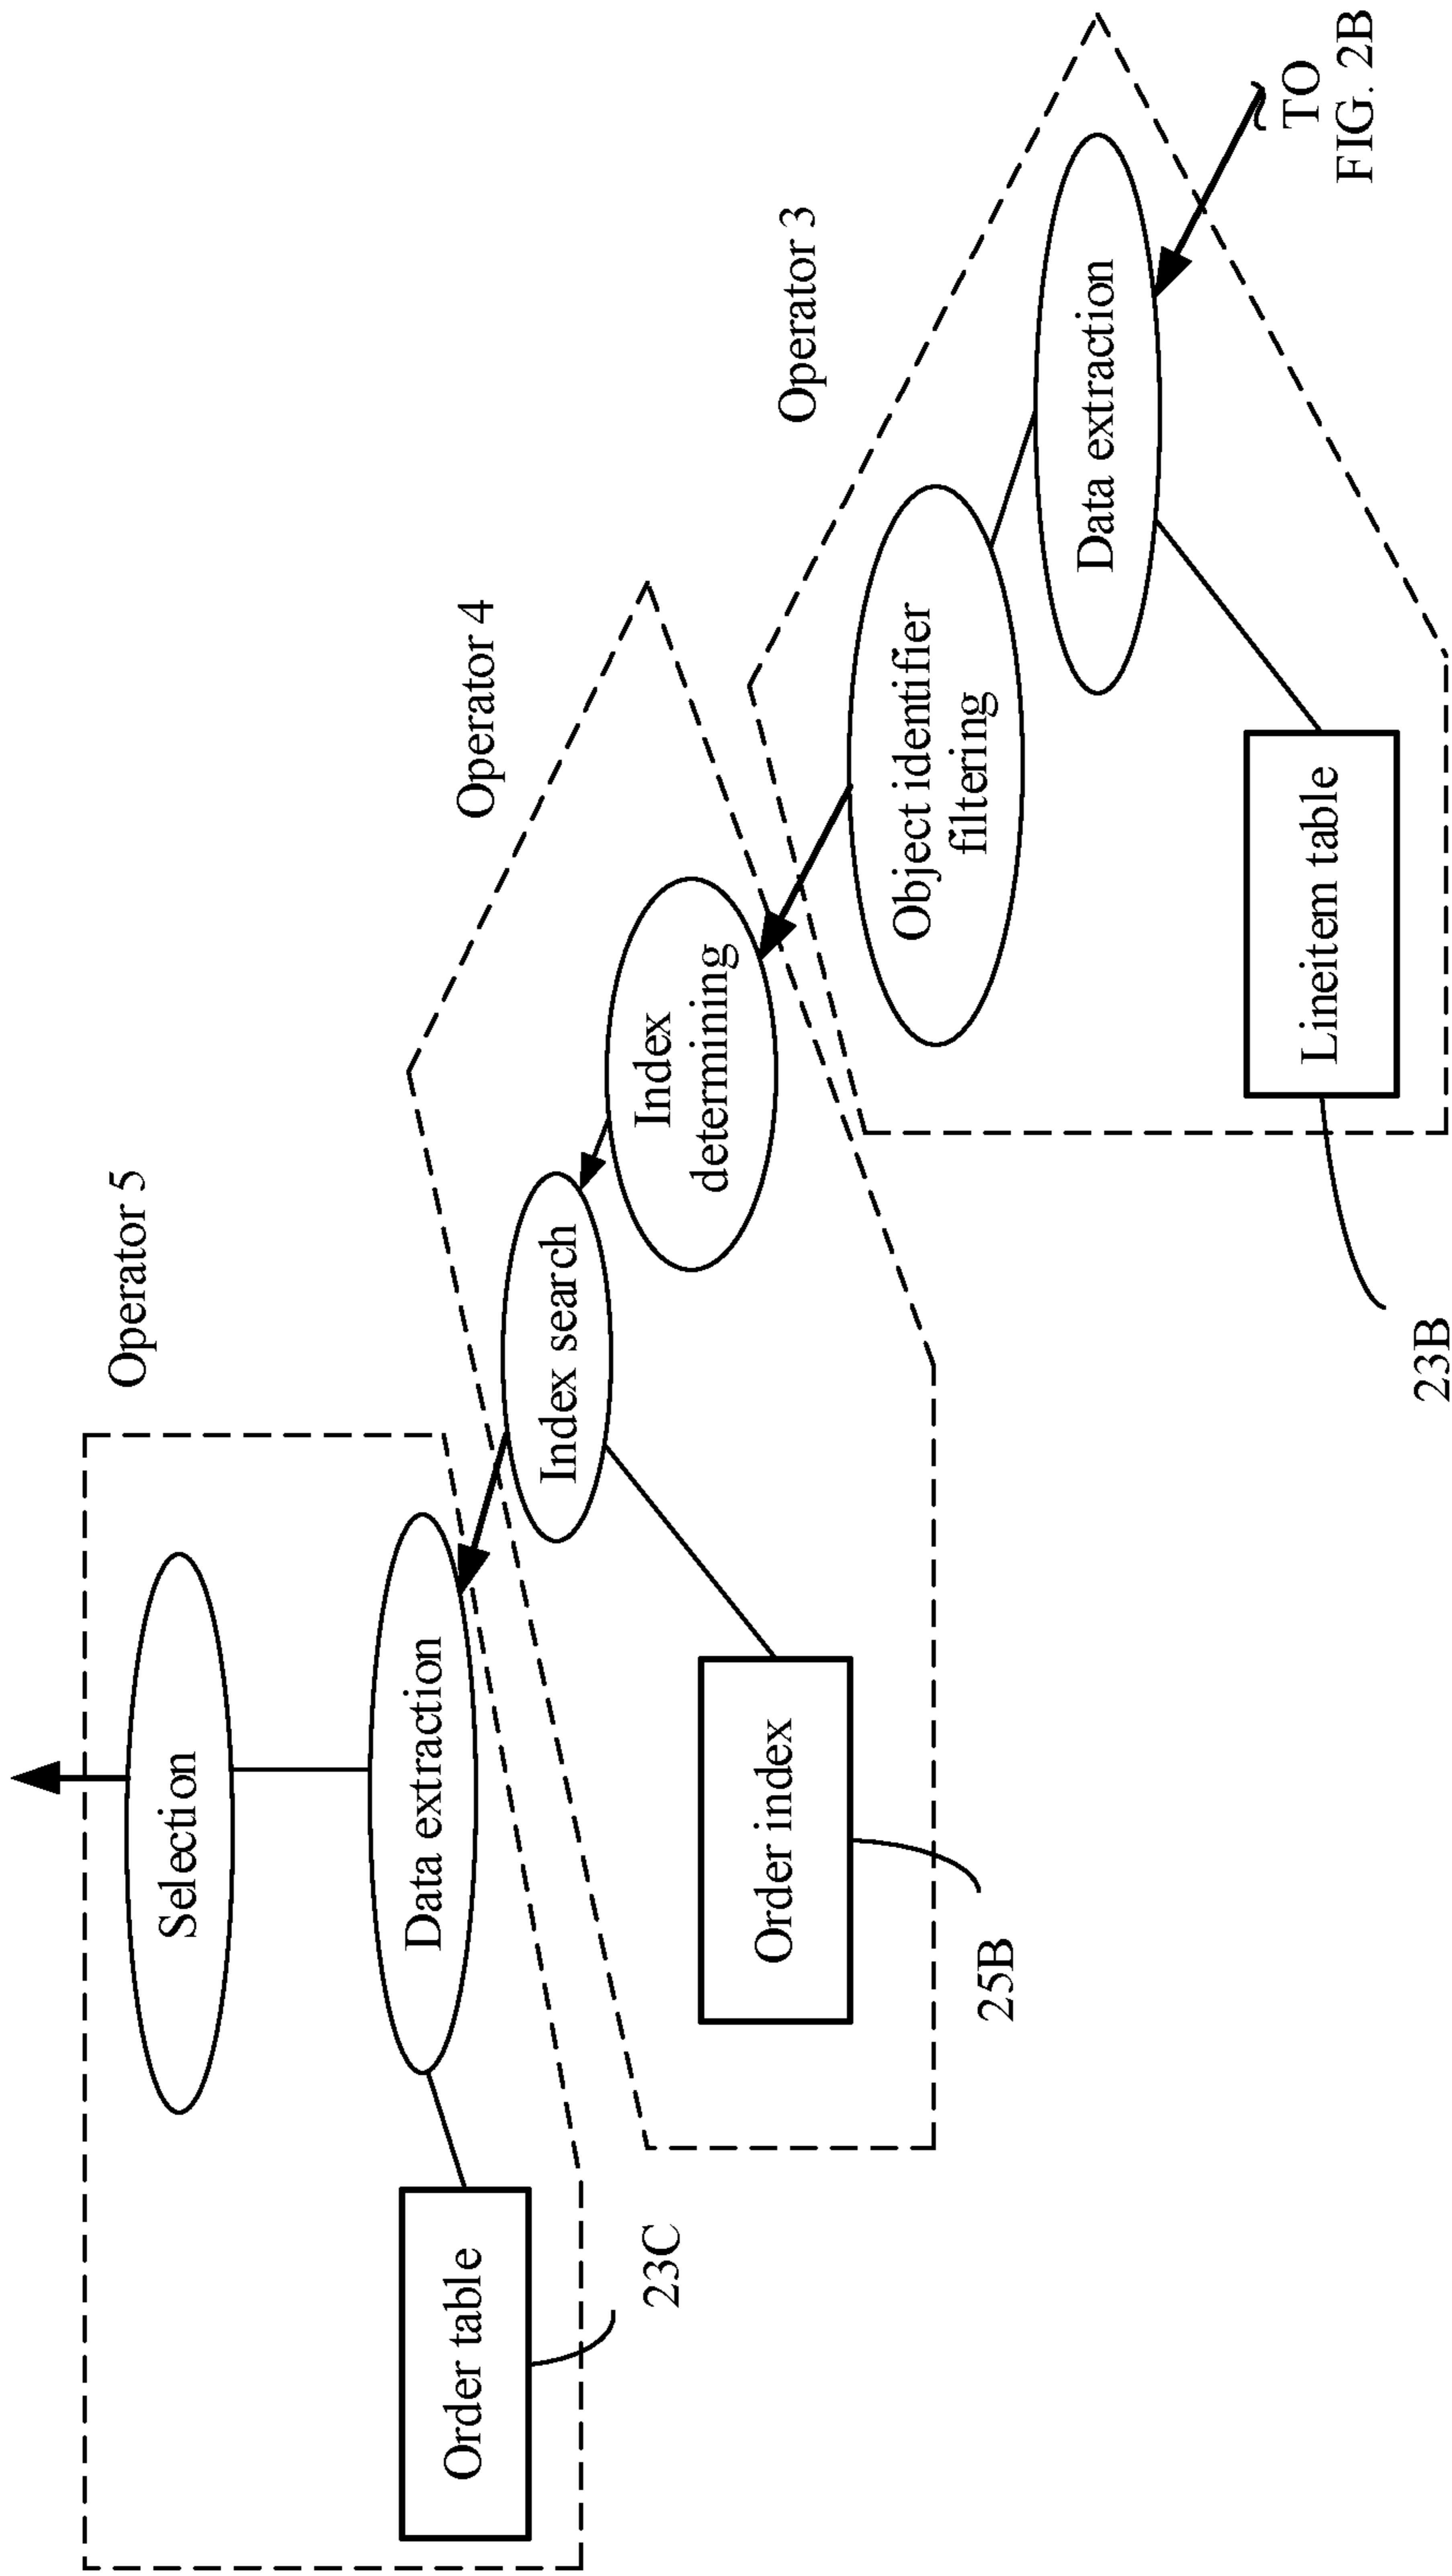 Operator 5
Selection
Data extraction
Order table
23C
Operator 4
Index search
Index
determining
Order index
25B
Operator 3
Object identifier
filtering
Data extraction
Lineitem table
23B
TO
FIG. 2B